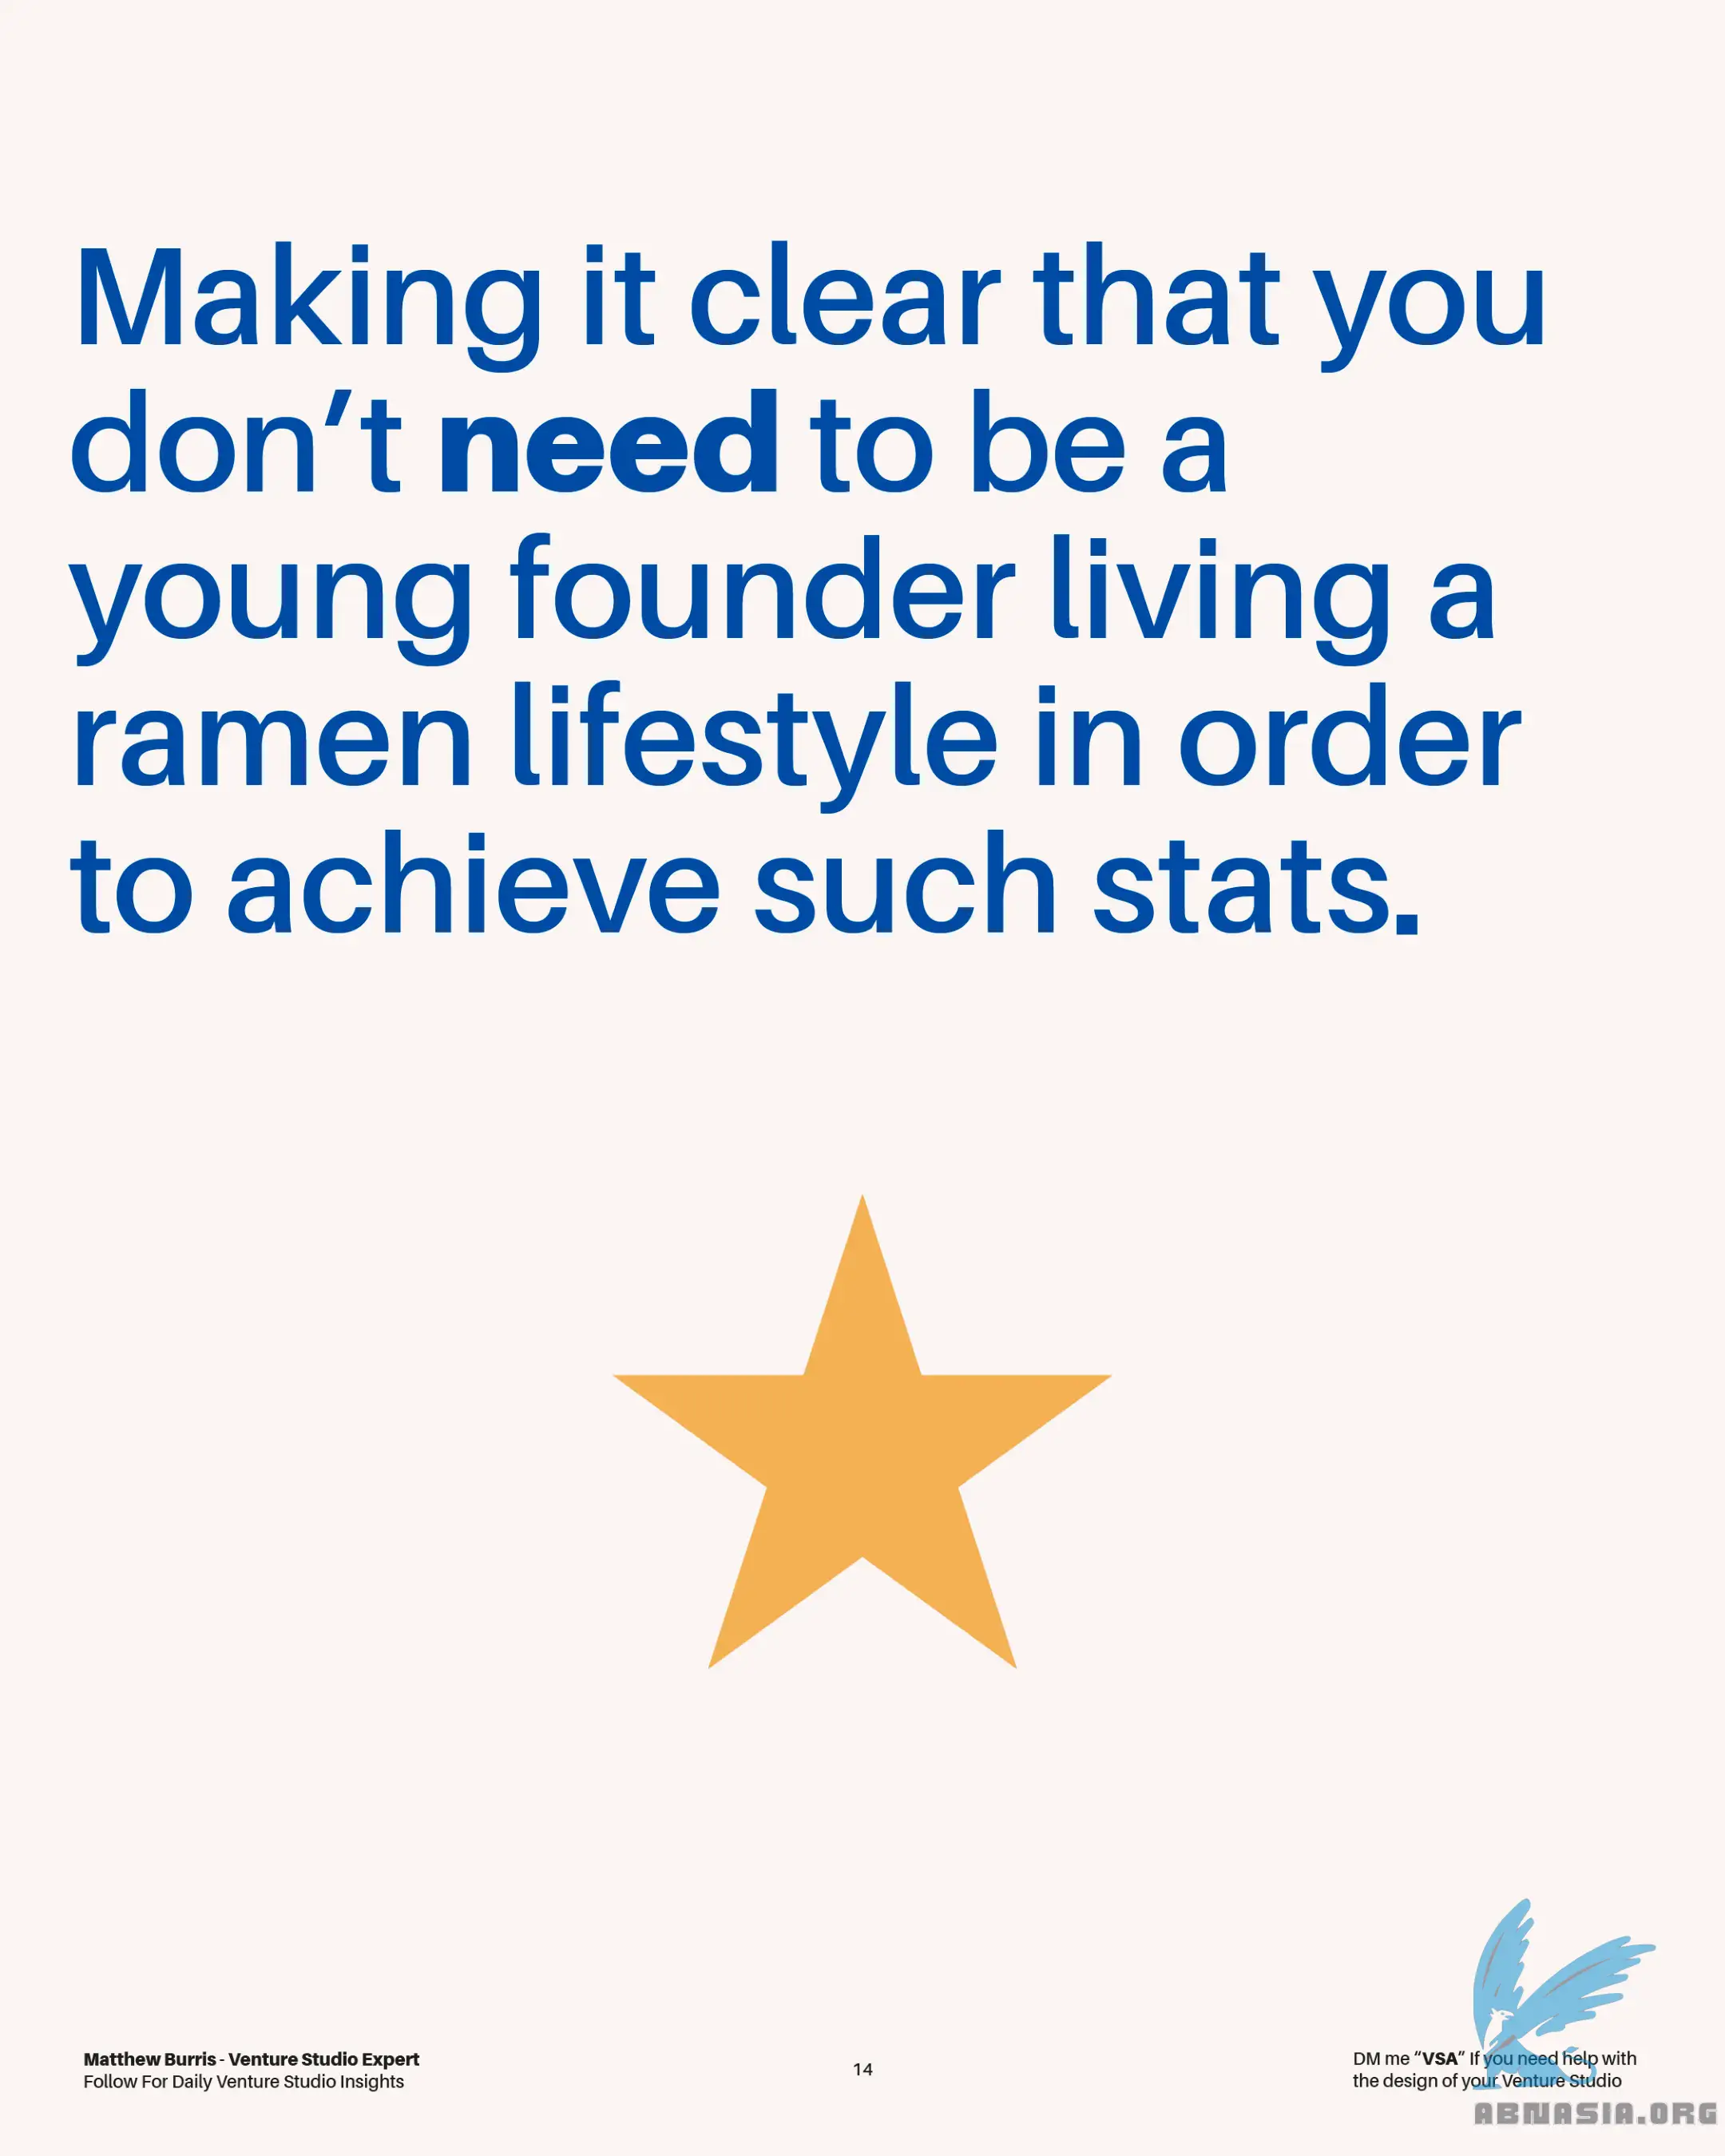 Making it clear that you
don’t need to be a
young founder living a
ramen lifestyle in order
to achieve such stats.
Matthew Burris - Venture Studio Expert
Follow For Daily Venture Studio Insights
14
DM me “VSA” If you need help with
the design of your Venture Studio
ABNASIA.ORG